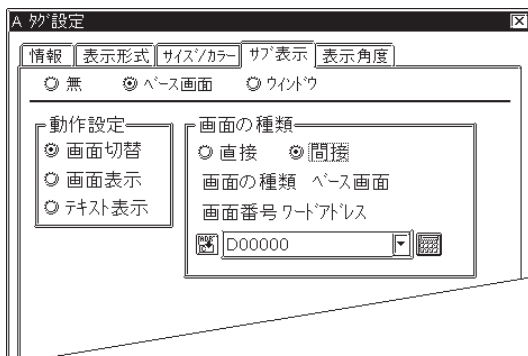 A タグ設定
情報 表示形式 サイズ/カラー サブ表示 表示角度
無 ベース画面 ウインドウ
動作設定
画面切替
画面表示
テキスト表示
画面の種類
直接 間接
画面の種類 ベース画面
画面番号 ワードアドレス
D00000